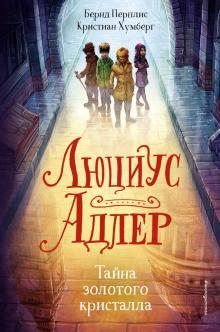 Бернд Перплис
Кристиан Хумберг
Люциус
Адлер
Тайна
золотого
кристалла